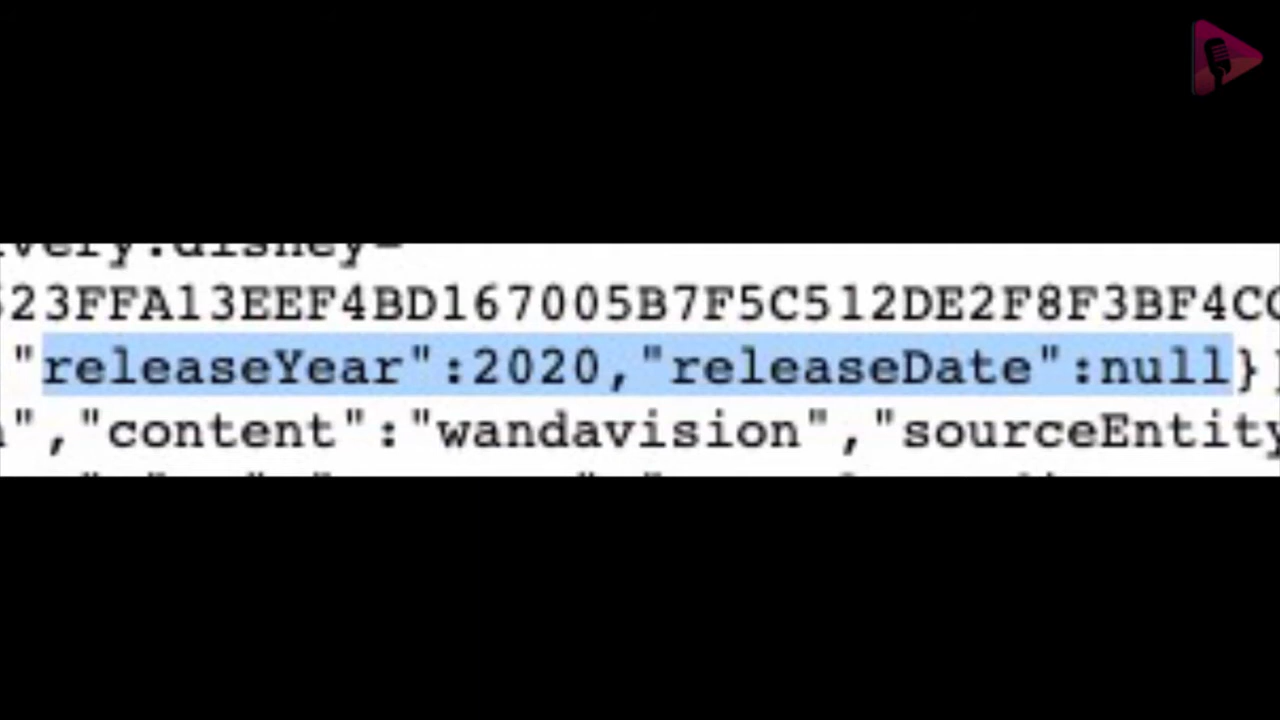 23FFA13EEF4BD167005B7F5C512DE2F8F3BF4C
"releaseYear":2020,"releaseDate":null}
","content":"wandavision","sourceEntity